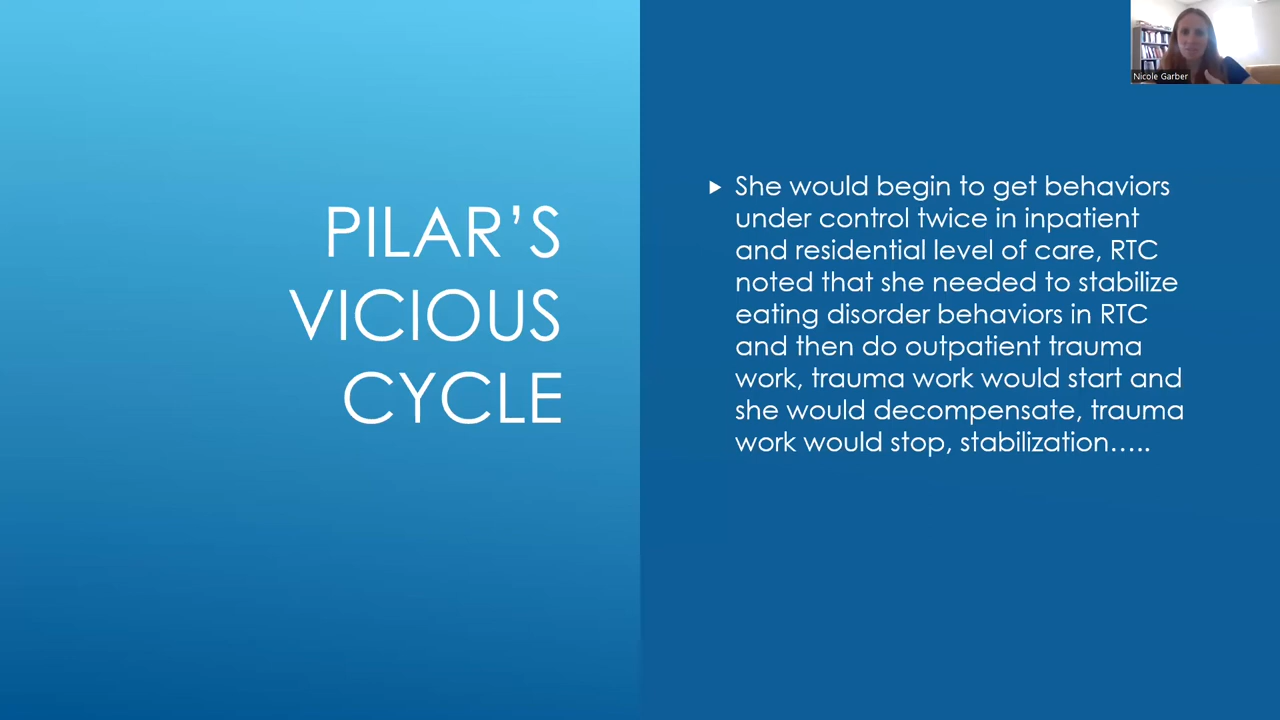 Nicole Garber
PILAR’S
VICIOUS
CYCLE
She would begin to get behaviors
under control twice in inpatient
and residential level of care, RTC
noted that she needed to stabilize
eating disorder behaviors in RTC
and then do outpatient trauma
work, trauma work would start and
she would decompensate, trauma
work would stop, stabilization…..